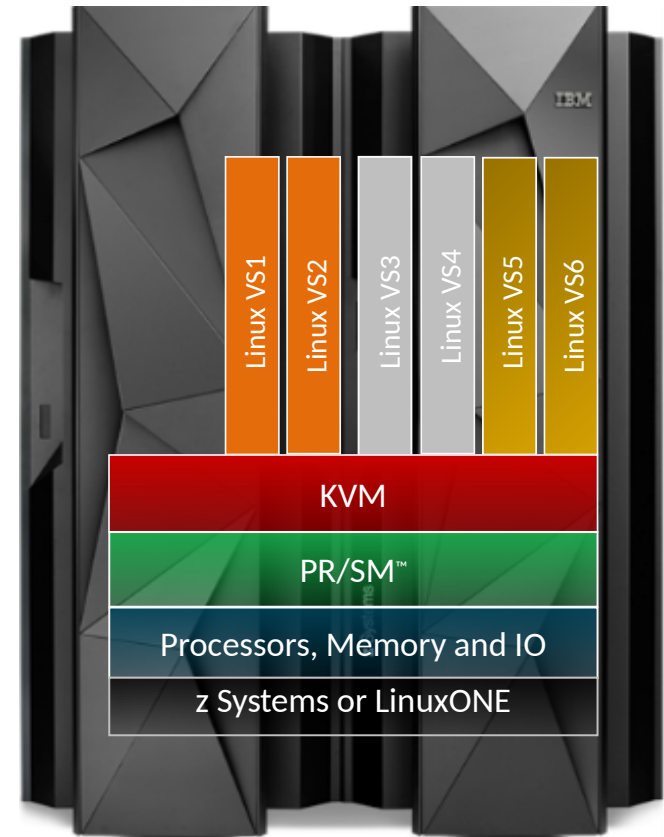 IBM
Linux VS1
Linux VS2
Linux VS3
Linux VS4
Linux VS5
Linux VS6
KVM
PR/SM™
Processors, Memory and IO
z Systems or LinuxONE